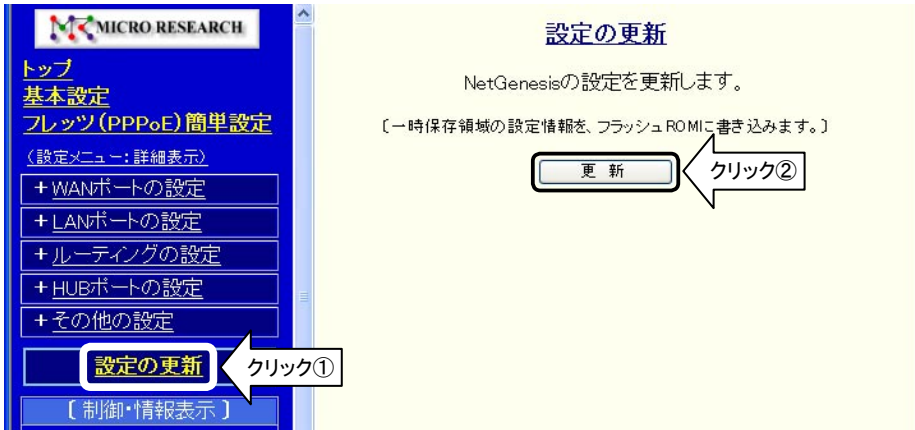 MICRO RESEARCH
トップ
基本設定
フレッツ(PPPoE)簡単設定
(設定メニュー:詳細表示)
+WANポートの設定
+LANポートの設定
+ルーティングの設定
+HUBポートの設定
+その他の設定
設定の更新
クリック①
〔制御・情報表示〕
設定の更新
NetGenesisの設定を更新します。
〔一時保存領域の設定情報を、フラッシュROMに書き込みます。〕
更 新
クリック②